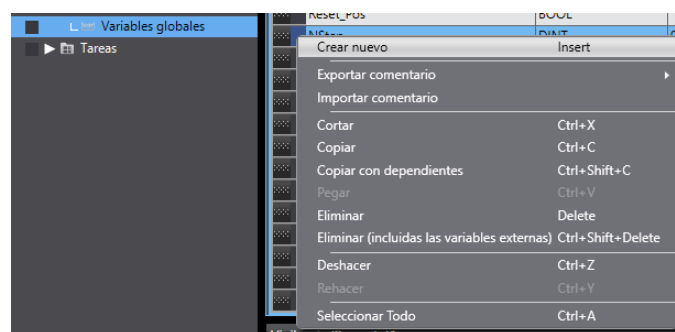 Variables globales
Reset_Pos BOOL
NStep DINT
Tareas
Crear nuevo Insert
Exportar comentario
Importar comentario
Cortar Ctrl+X
Copiar Ctrl+C
Copiar con dependientes Ctrl+Shift+C
Pegar Ctrl+V
Eliminar Delete
Eliminar (incluidas las variables externas) Ctrl+Shift+Delete
Deshacer Ctrl+Z
Rehacer Ctrl+Y
Seleccionar Todo Ctrl+A